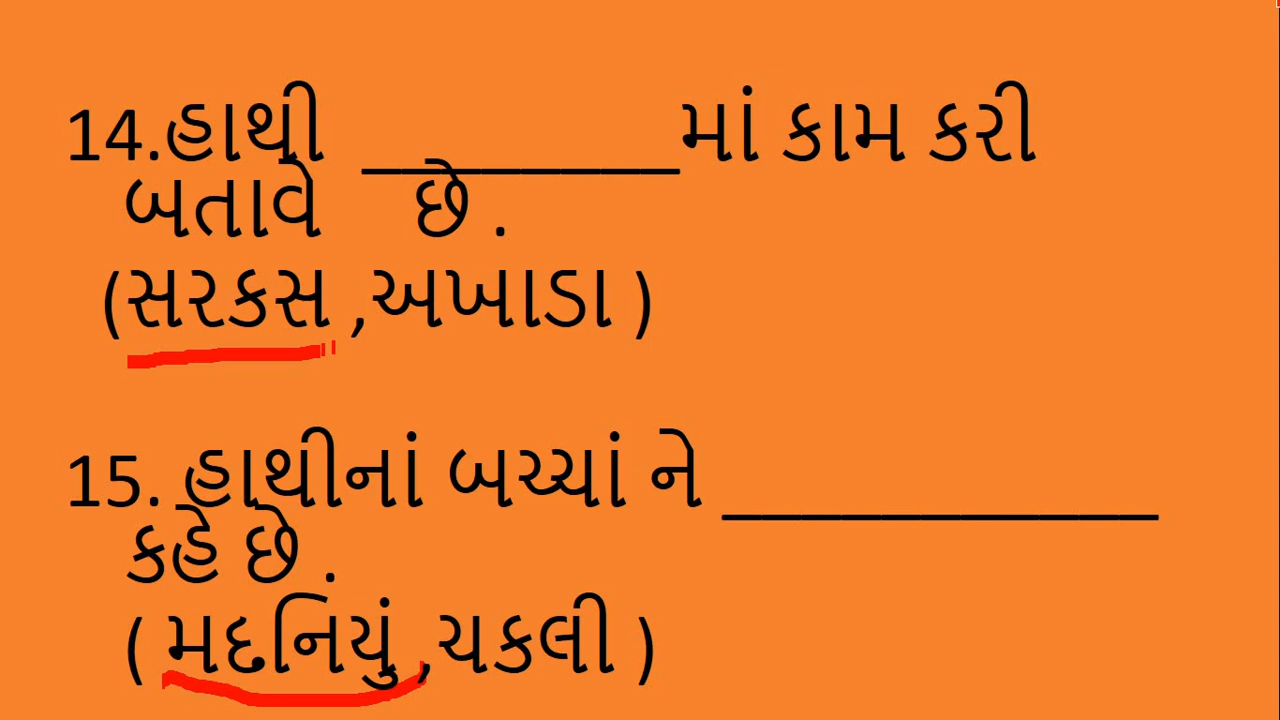 14.હાથી ________માં કામ કરી
બતાવે છે .
(સરકસ ,અખાડા )
15. હાથીનાં બચ્ચાં ને ___________
કહે છે .
( મદનિયું ,ચકલી )